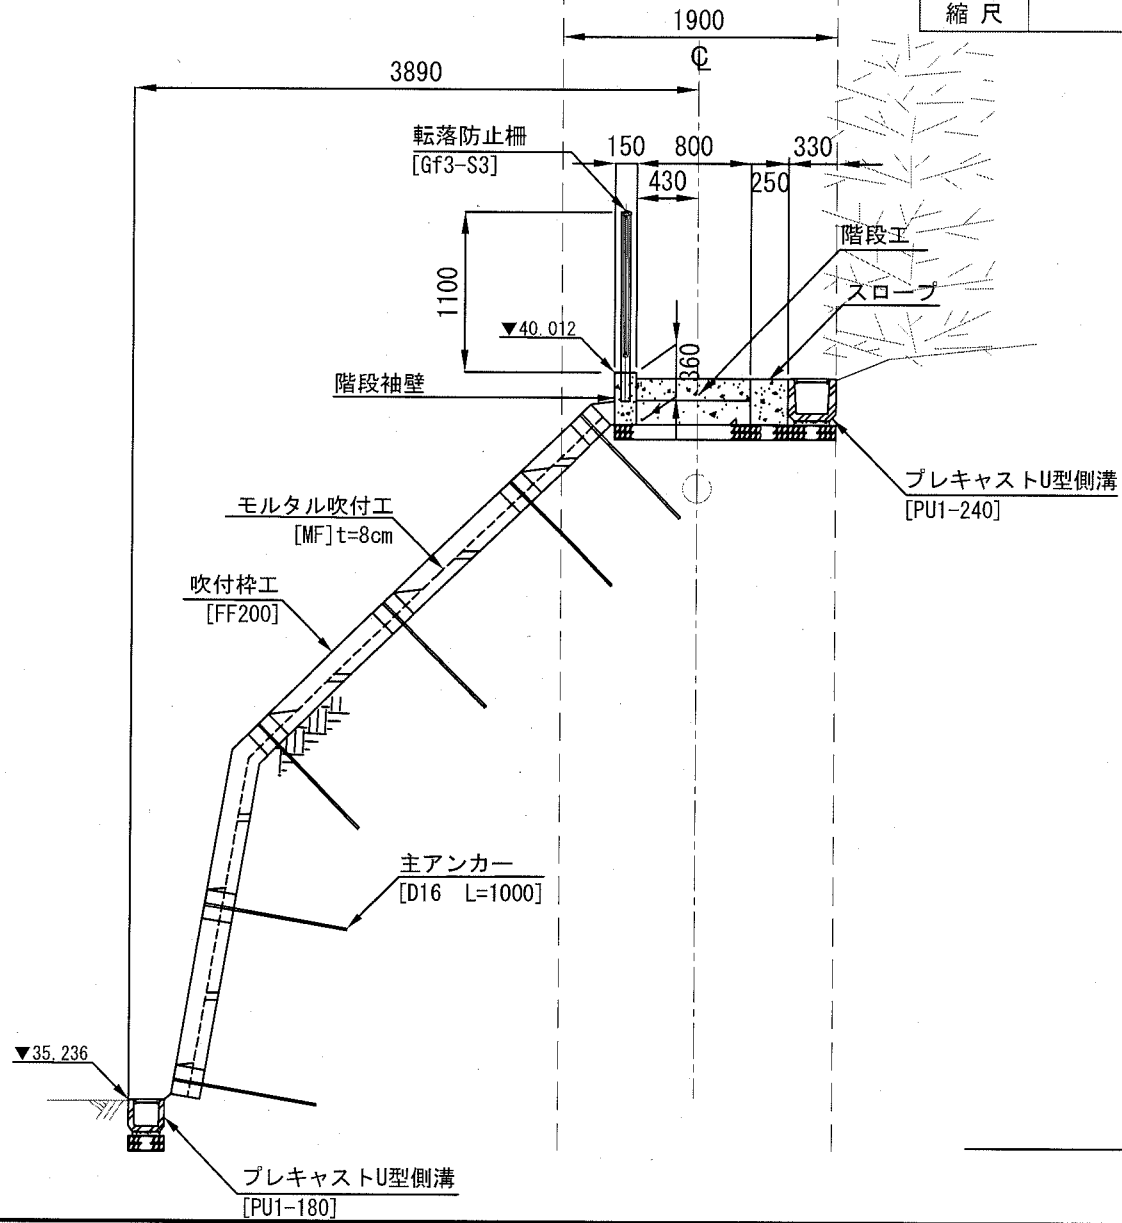 縮 尺
1900
℄
3890
転落防止柵
[Gf3-S3]
150
800
330
430
250
階段工
スロープ
1100
▼40.012
360
階段袖壁
プレキャストU型側溝
[PU1-240]
モルタル吹付工
[MF]t=8cm
吹付枠工
[FF200]
主アンカー
[D16 L=1000]
▼35,236
プレキャストU型側溝
[PU1-180]